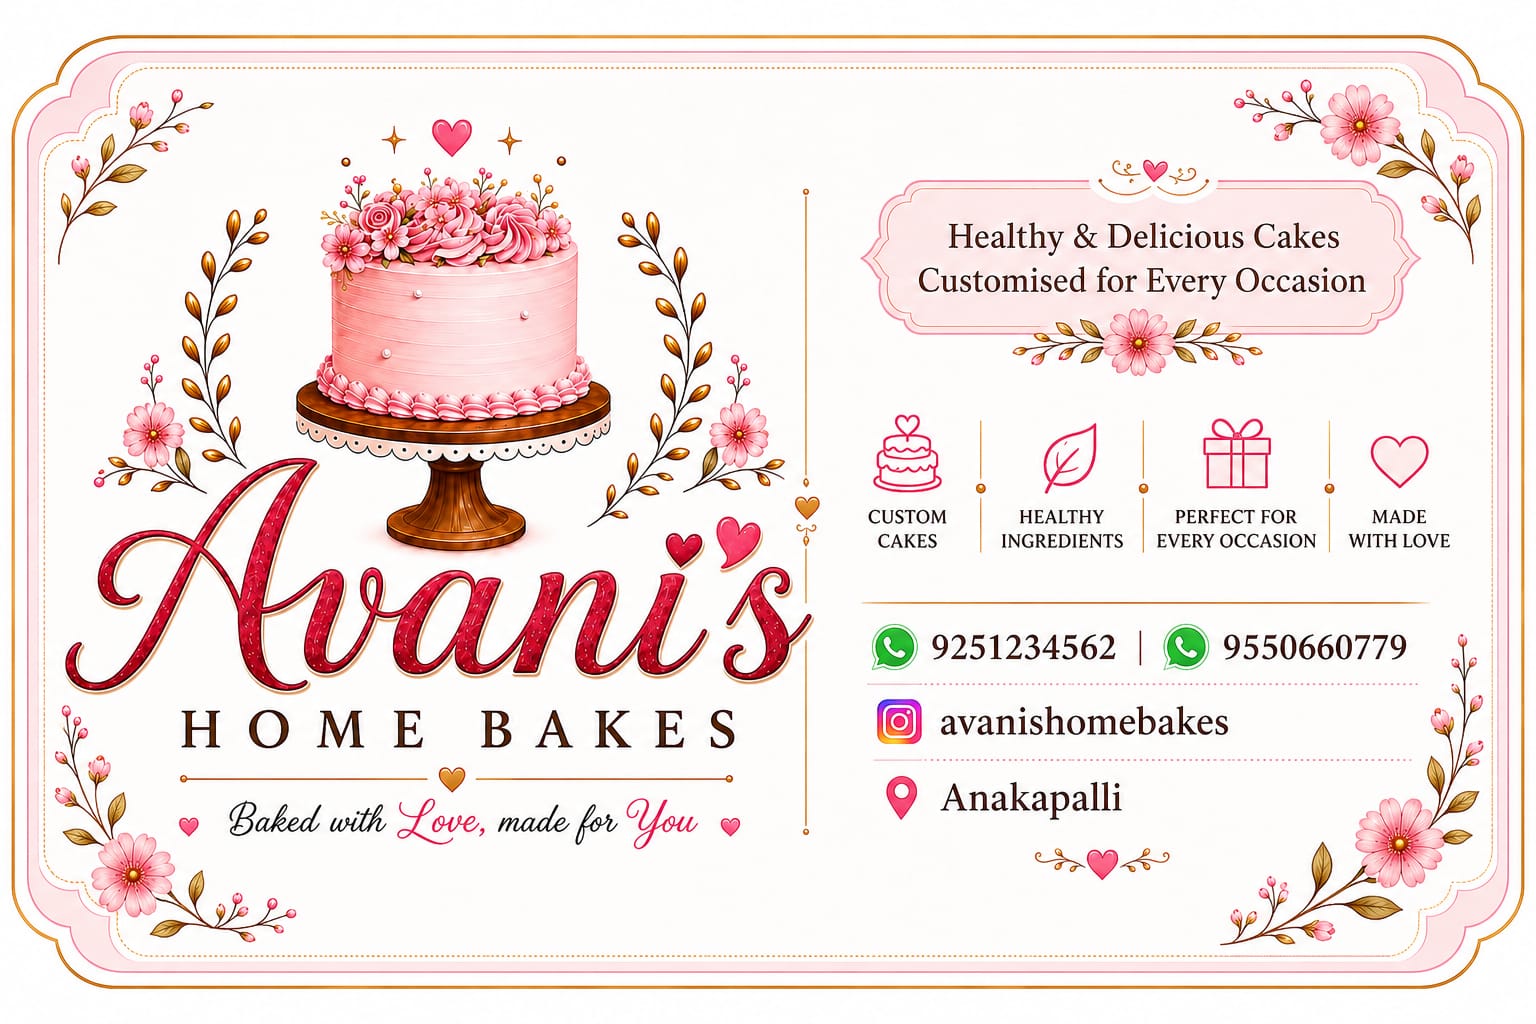 Avani's
HOME BAKES
Baked with Love, made for You
Healthy & Delicious Cakes
Customised for Every Occasion
CUSTOM
CAKES
HEALTHY
INGREDIENTS
PERFECT FOR
EVERY OCCASION
MADE
WITH LOVE
9251234562 | 9550660779
avanishomebakes
Anakapalli